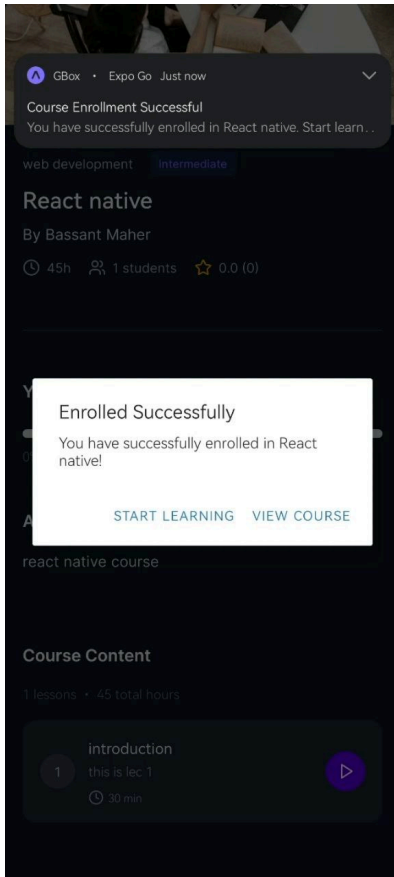 GBox • Expo Go Just now
Course Enrollment Successful
You have successfully enrolled in React native. Start learn. .
web development Intermediate
React native
By Bassant Maher
45h 1 students 0.0 (0)
Y
Enrolled Successfully
You have successfully enrolled in React
native!
START LEARNING VIEW COURSE
A
react native course
Course Content
1 lessons • 45 total hours
introduction
1 this is lec 1
30 min